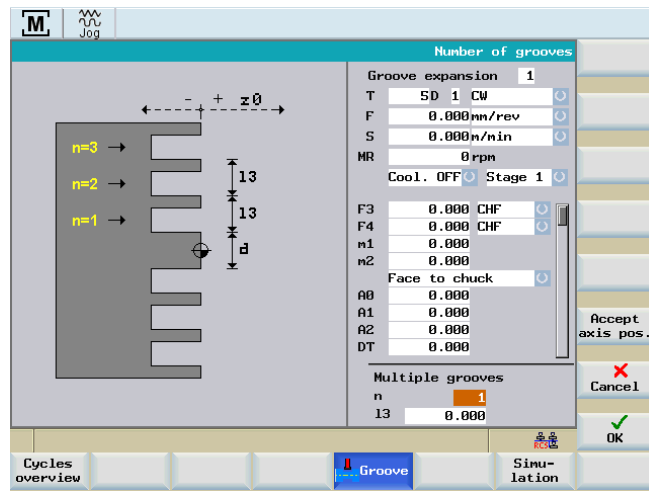 M
Jog
Number of grooves
- + z0
n=3
n=2
n=1
l3
l3
d
Groove expansion 1
T 5 D 1 CW
F 0.000 mm/rev
S 0.000 m/min
MR 0 rpm
Cool. OFF Stage 1
F3 0.000 CHF
F4 0.000 CHF
m1 0.000
m2 0.000
Face to chuck
A0 0.000
A1 0.000
A2 0.000
DT 0.000
Multiple grooves
n 1
l3 0.000
Accept
axis pos.
Cancel
OK
RCS
Cycles
overview
Groove
Simu-
lation